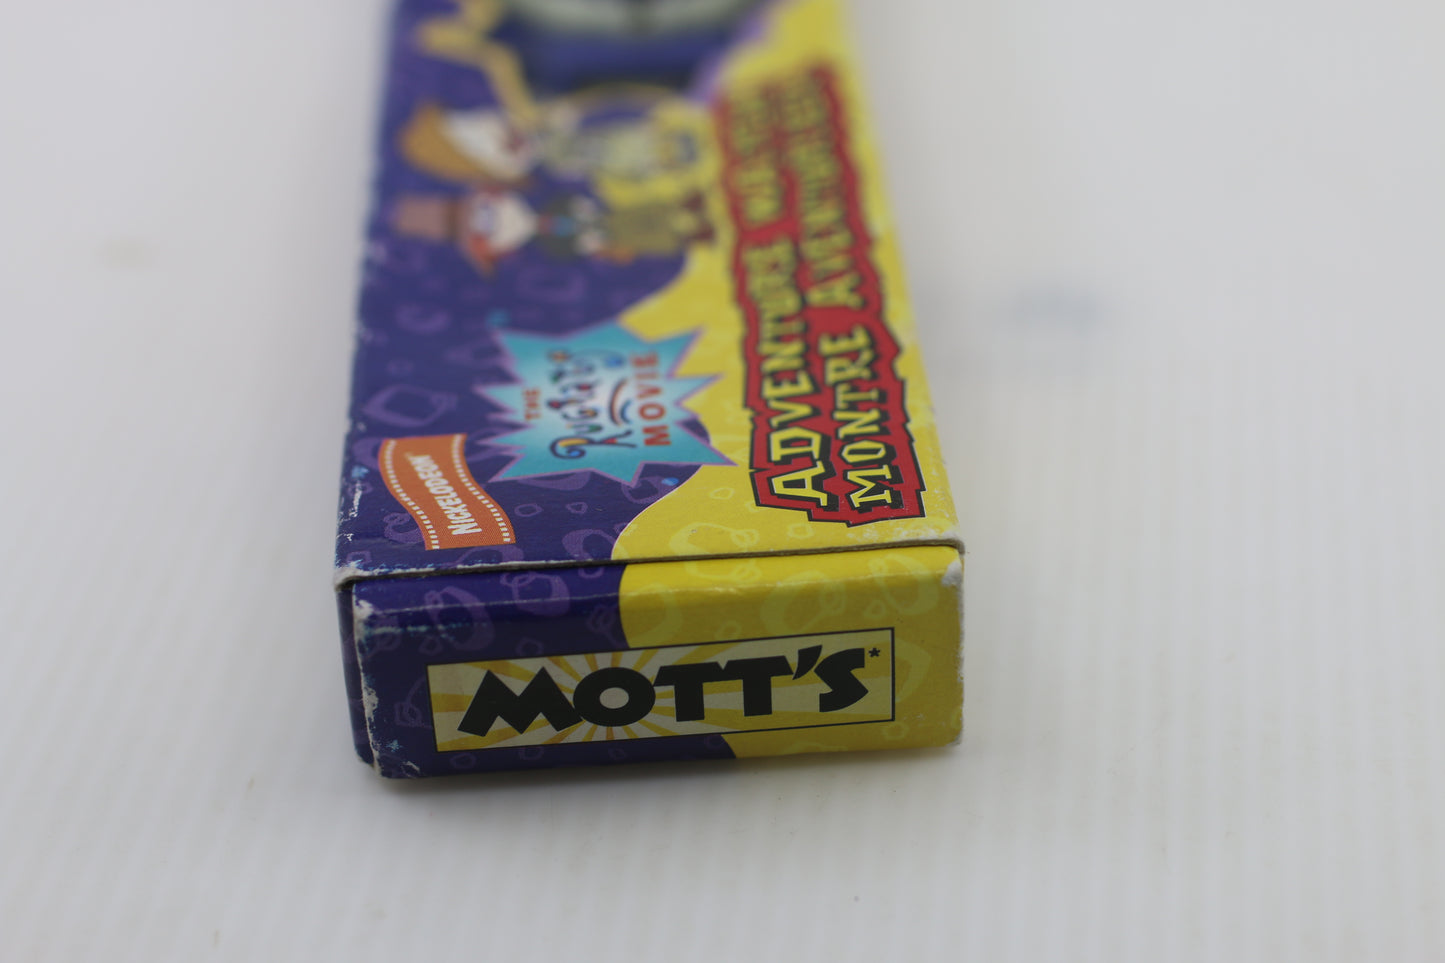 ADVENTURE WATCH
MONTRE AVENTURE
THE
RUGRATS
MOVIE
NICKELODEON
MOTT'S*